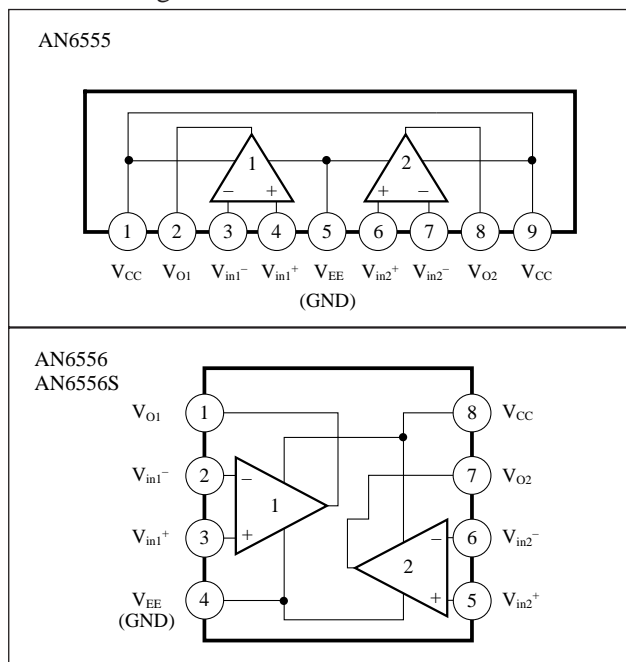 AN6555
1 2
− + + −
1 2 3 4 5 6 7 8 9
V_CC V_O1 V_in1⁻ V_in1⁺ V_EE V_in2⁺ V_in2⁻ V_O2 V_CC
(GND)
AN6556
AN6556S
V_O1 1 8 V_CC
V_in1⁻ 2 − 7 V_O2
1
V_in1⁺ 3 + − 6 V_in2⁻
2
V_EE 4 + 5 V_in2⁺
(GND)